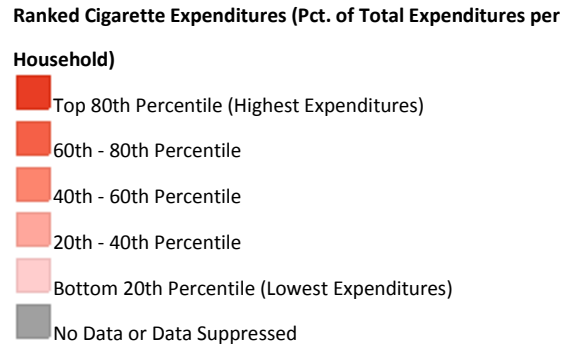 Ranked Cigarette Expenditures (Pct. of Total Expenditures per
Household)
Top 80th Percentile (Highest Expenditures)
60th - 80th Percentile
40th - 60th Percentile
20th - 40th Percentile
Bottom 20th Percentile (Lowest Expenditures)
No Data or Data Suppressed